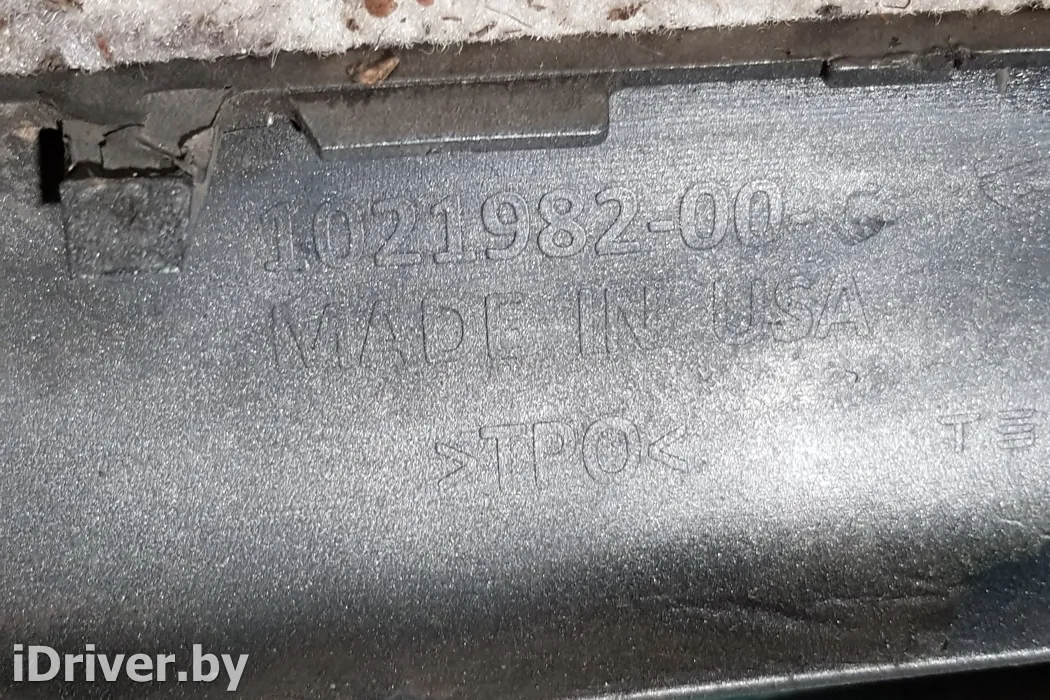 1021982-00-G
MADE IN USA
>TPO<
T Ξ
iDriver.by